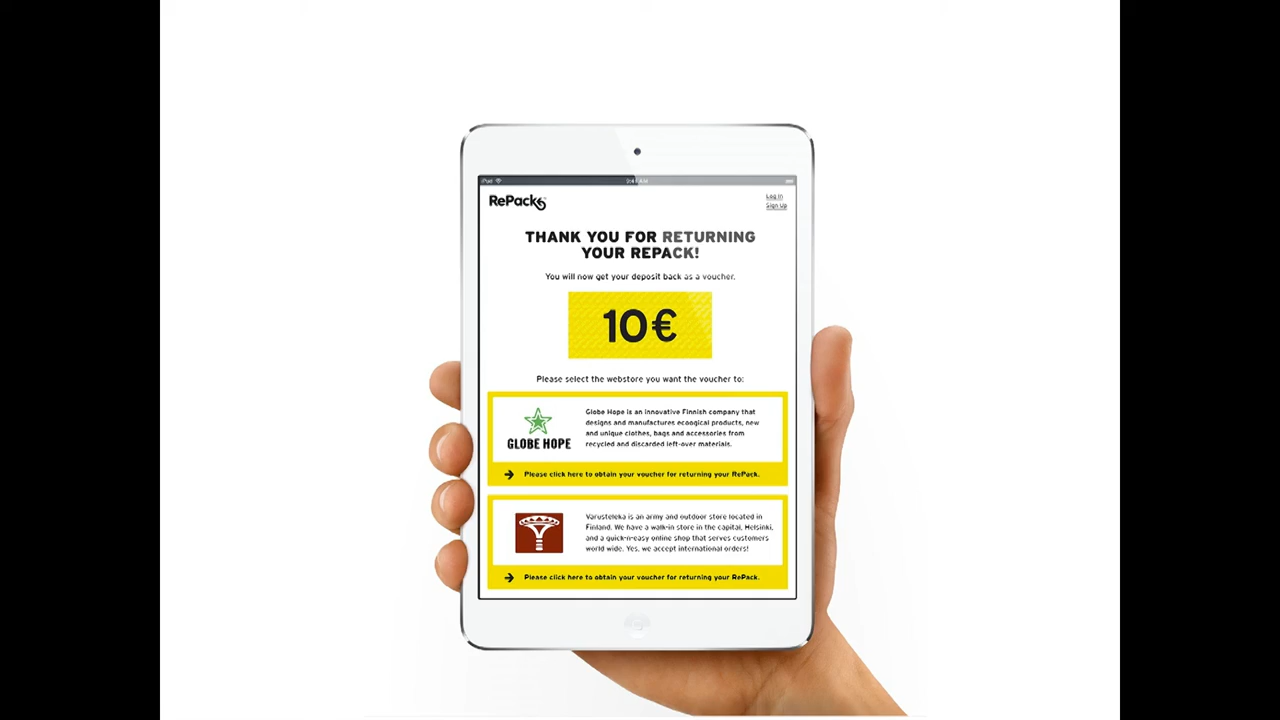 iPad
9:41 AM
RePack
Log In
Sign Up
THANK YOU FOR RETURNING
YOUR REPACK!
You will now get your deposit back as a voucher.
10€
Please select the webstore you want the voucher to:
Globe Hope is an innovative Finnish company that
designs and manufactures ecogical products, new
and unique clothes, bags and accessories from
recycled and discarded left-over materials.
GLOBE HOPE
→ Please click here to obtain your voucher for returning your RePack.
Varusteleka is an army and outdoor store located in
Finland. We have a walk-in store in the capital, Helsinki,
and a quick-n-easy online shop that serves customers
world wide. Yes, we accept international orders!
→ Please click here to obtain your voucher for returning your RePack.